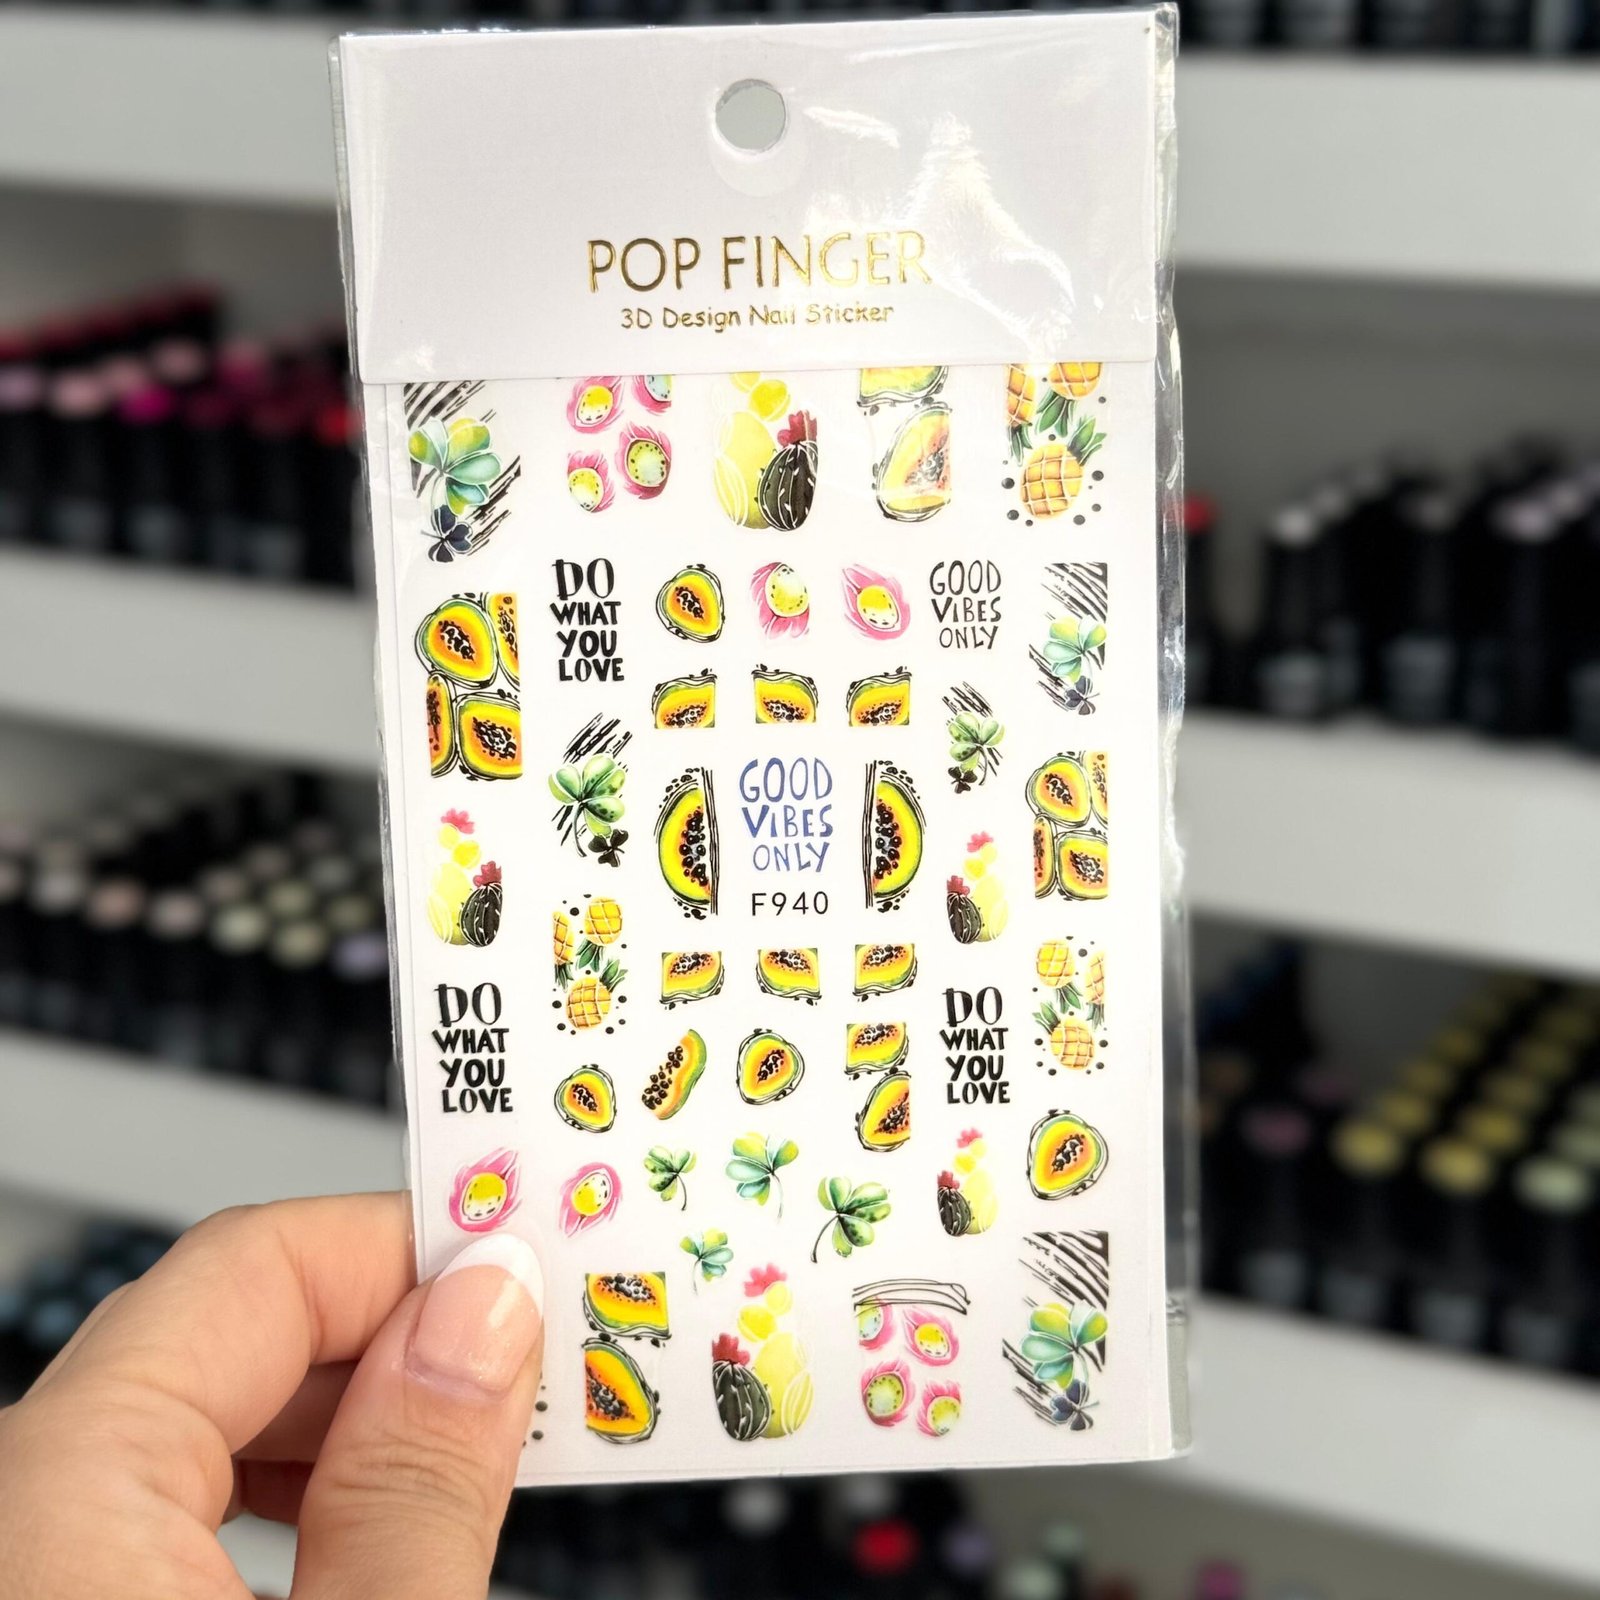 POP FINGER
3D Design Nail Sticker
DO
WHAT
YOU
LOVE
GOOD
VIBES
ONLY
GOOD
VIBES
ONLY
F940
DO
WHAT
YOU
LOVE
DO
WHAT
YOU
LOVE